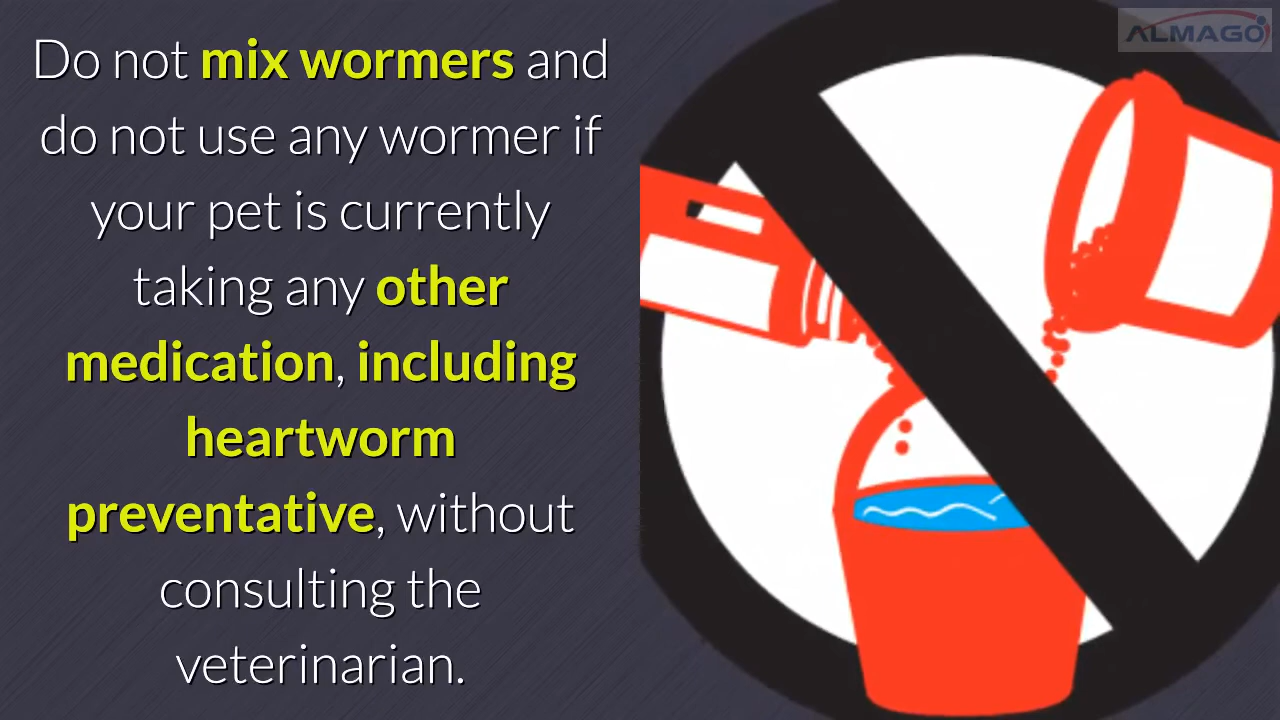 Do not mix wormers and
do not use any wormer if
your pet is currently
taking any other
medication, including
heartworm
preventative, without
consulting the
veterinarian.
ALMAGO